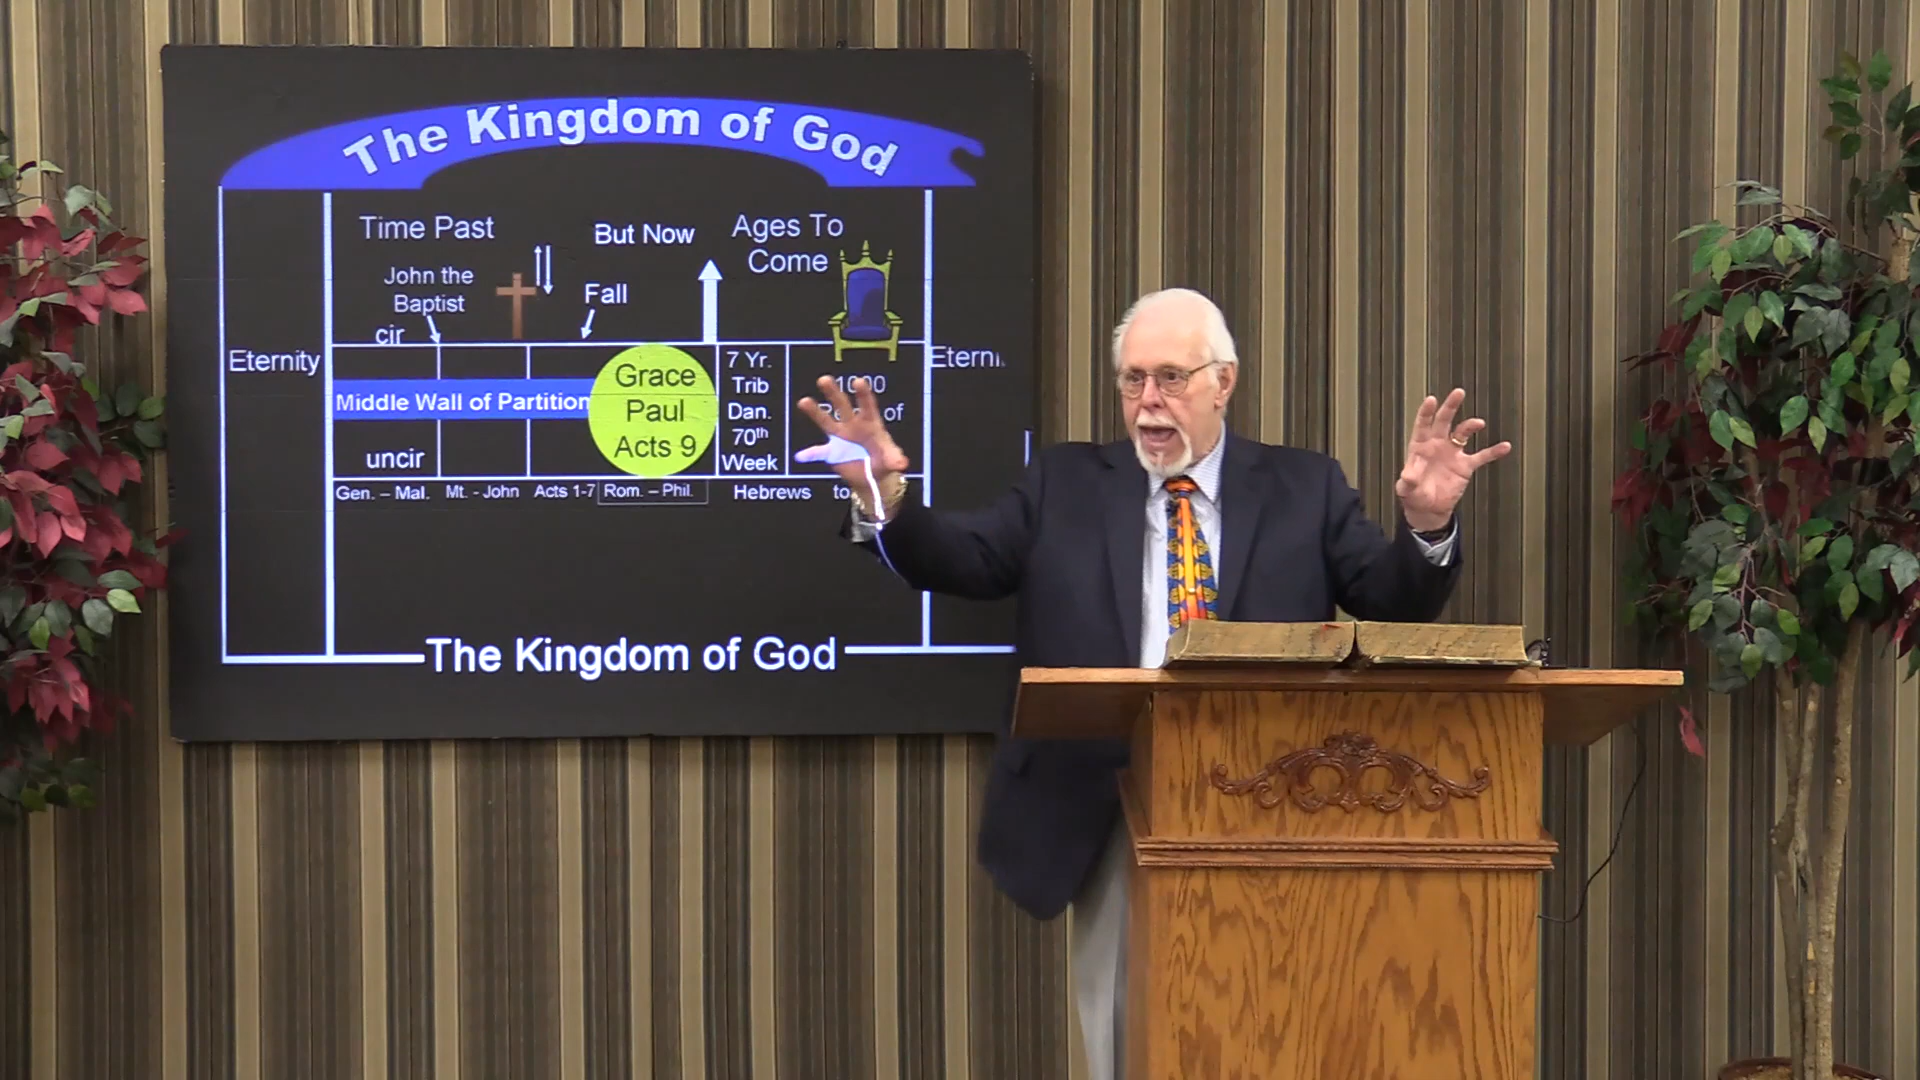 The Kingdom of God
Time Past
But Now
Ages To
Come
John the
Baptist
Fall
cir
Eternity
Middle Wall of Partition
uncir
Grace
Paul
Acts 9
7 Yr.
Trib
Dan.
70th
Week
1000
of
Eterni
Gen. – Mal.
Mt. - John
Acts 1-7
Rom. – Phil.
Hebrews to
The Kingdom of God